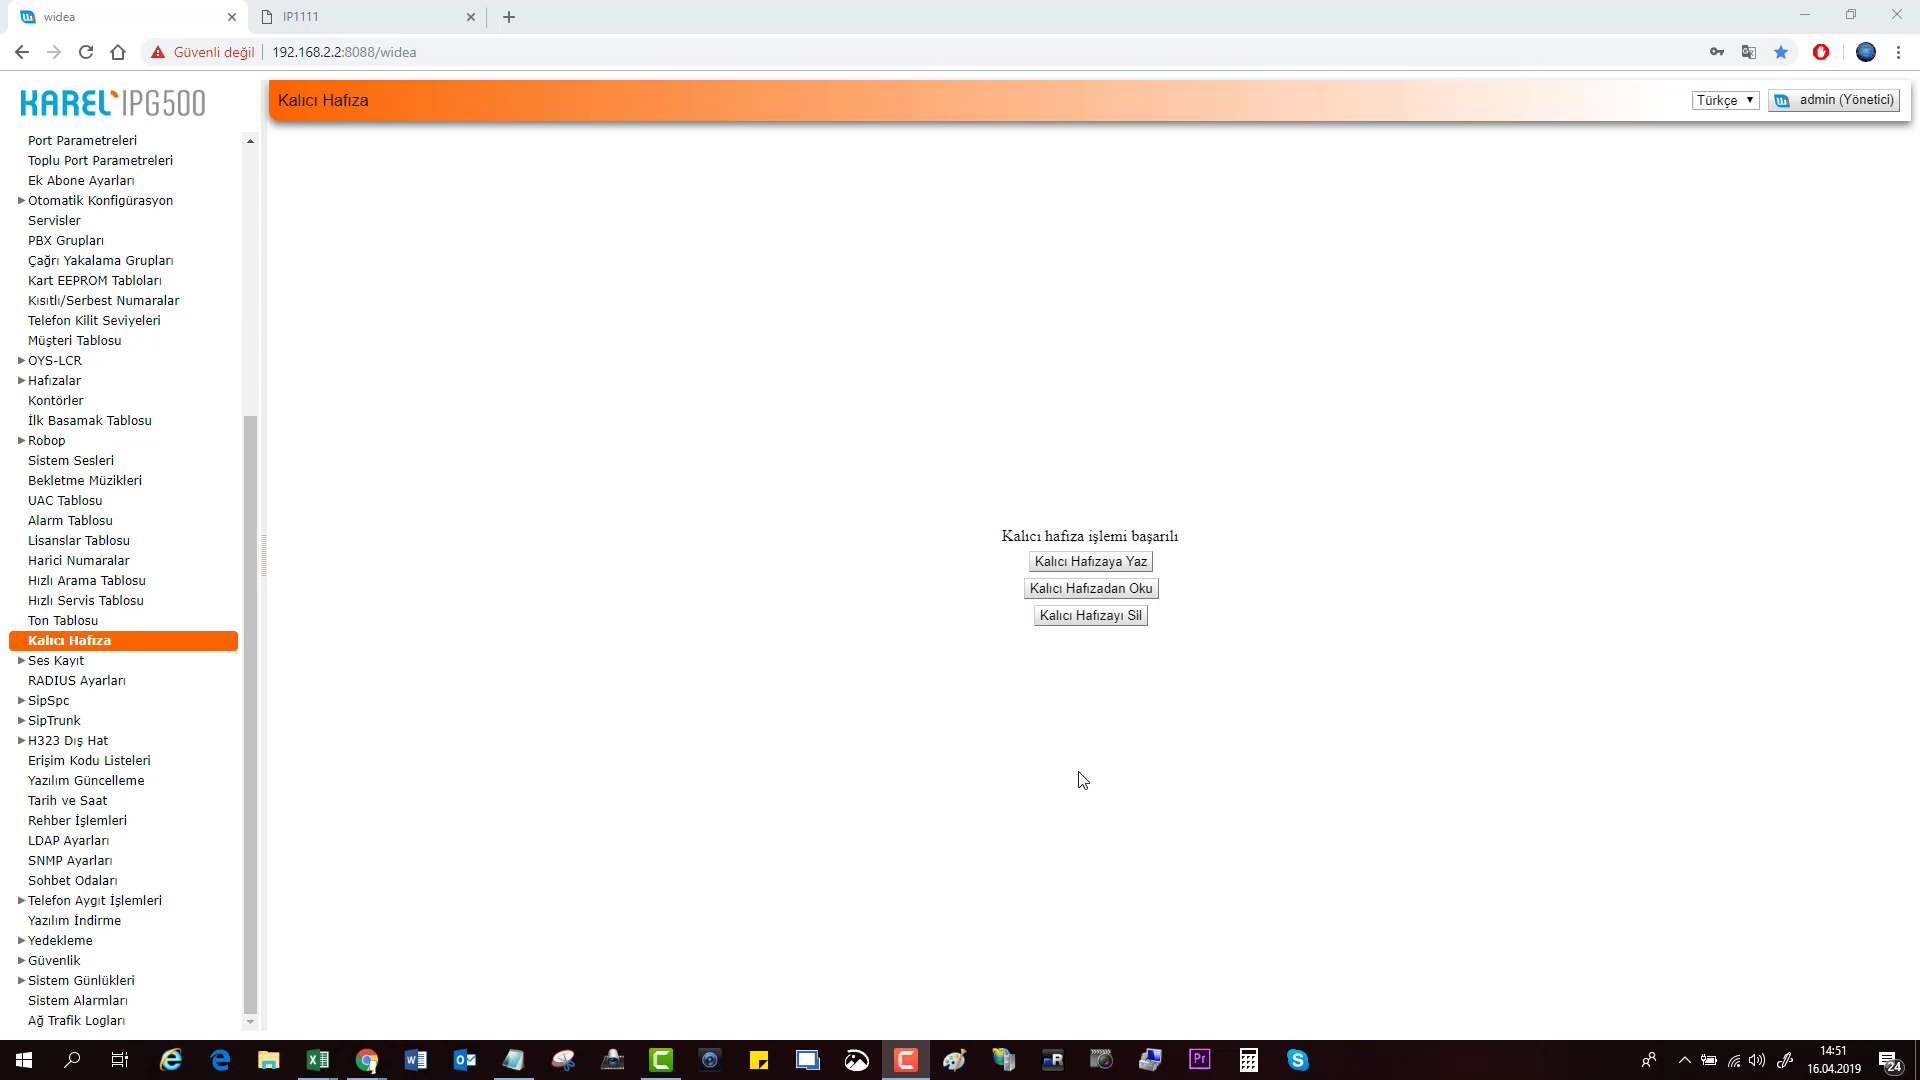 widea
IP1111
Güvenli değil
192.168.2.2:8088/widea
KAREL IPG500
Kalıcı Hafıza
Türkçe
admin (Yönetici)
Port Parametreleri
Toplu Port Parametreleri
Ek Abone Ayarları
Otomatik Konfigürasyon
Servisler
PBX Grupları
Çağrı Yakalama Grupları
Kart EEPROM Tabloları
Kısıtlı/Serbest Numaralar
Telefon Kilit Seviyeleri
Müşteri Tablosu
OYS-LCR
Hafızalar
Kontörler
İlk Basamak Tablosu
Robop
Sistem Sesleri
Bekletme Müzikleri
UAC Tablosu
Alarm Tablosu
Lisanslar Tablosu
Harici Numaralar
Hızlı Arama Tablosu
Hızlı Servis Tablosu
Ton Tablosu
Kalıcı Hafıza
Ses Kayıt
RADIUS Ayarları
SipSpc
SipTrunk
H323 Dış Hat
Erişim Kodu Listeleri
Yazılım Güncelleme
Tarih ve Saat
Rehber İşlemleri
LDAP Ayarları
SNMP Ayarları
Sohbet Odaları
Telefon Aygıt İşlemleri
Yazılım İndirme
Yedekleme
Güvenlik
Sistem Günlükleri
Sistem Alarmları
Ağ Trafik Logları
Kalıcı hafıza işlemi başarılı
Kalıcı Hafızaya Yaz
Kalıcı Hafızadan Oku
Kalıcı Hafızayı Sil
14:51
16.04.2019
24